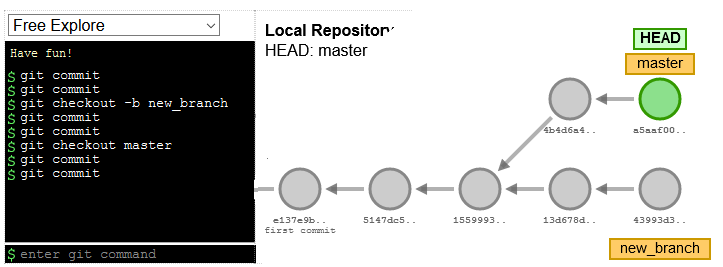 Free Explore
Have fun!
$ git commit
$ git commit
$ git checkout -b new_branch
$ git commit
$ git commit
$ git checkout master
$ git commit
$ git commit
$ enter git command
Local Repository
HEAD: master
HEAD
master
4b4d6a4..
a5aaf00..
e137e9b..
first commit
5147dc5..
1559993..
13d678d..
43993d3..
new_branch